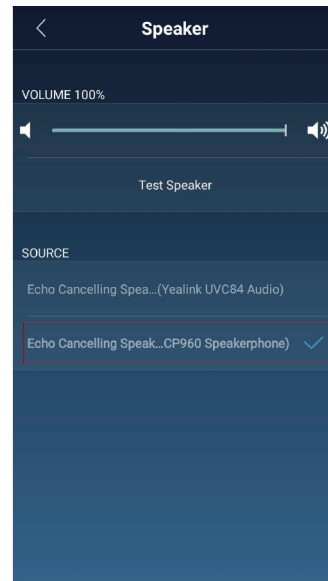 Speaker
VOLUME 100%
Test Speaker
SOURCE
Echo Cancelling Spea...(Yealink UVC84 Audio)
Echo Cancelling Speak...CP960 Speakerphone)